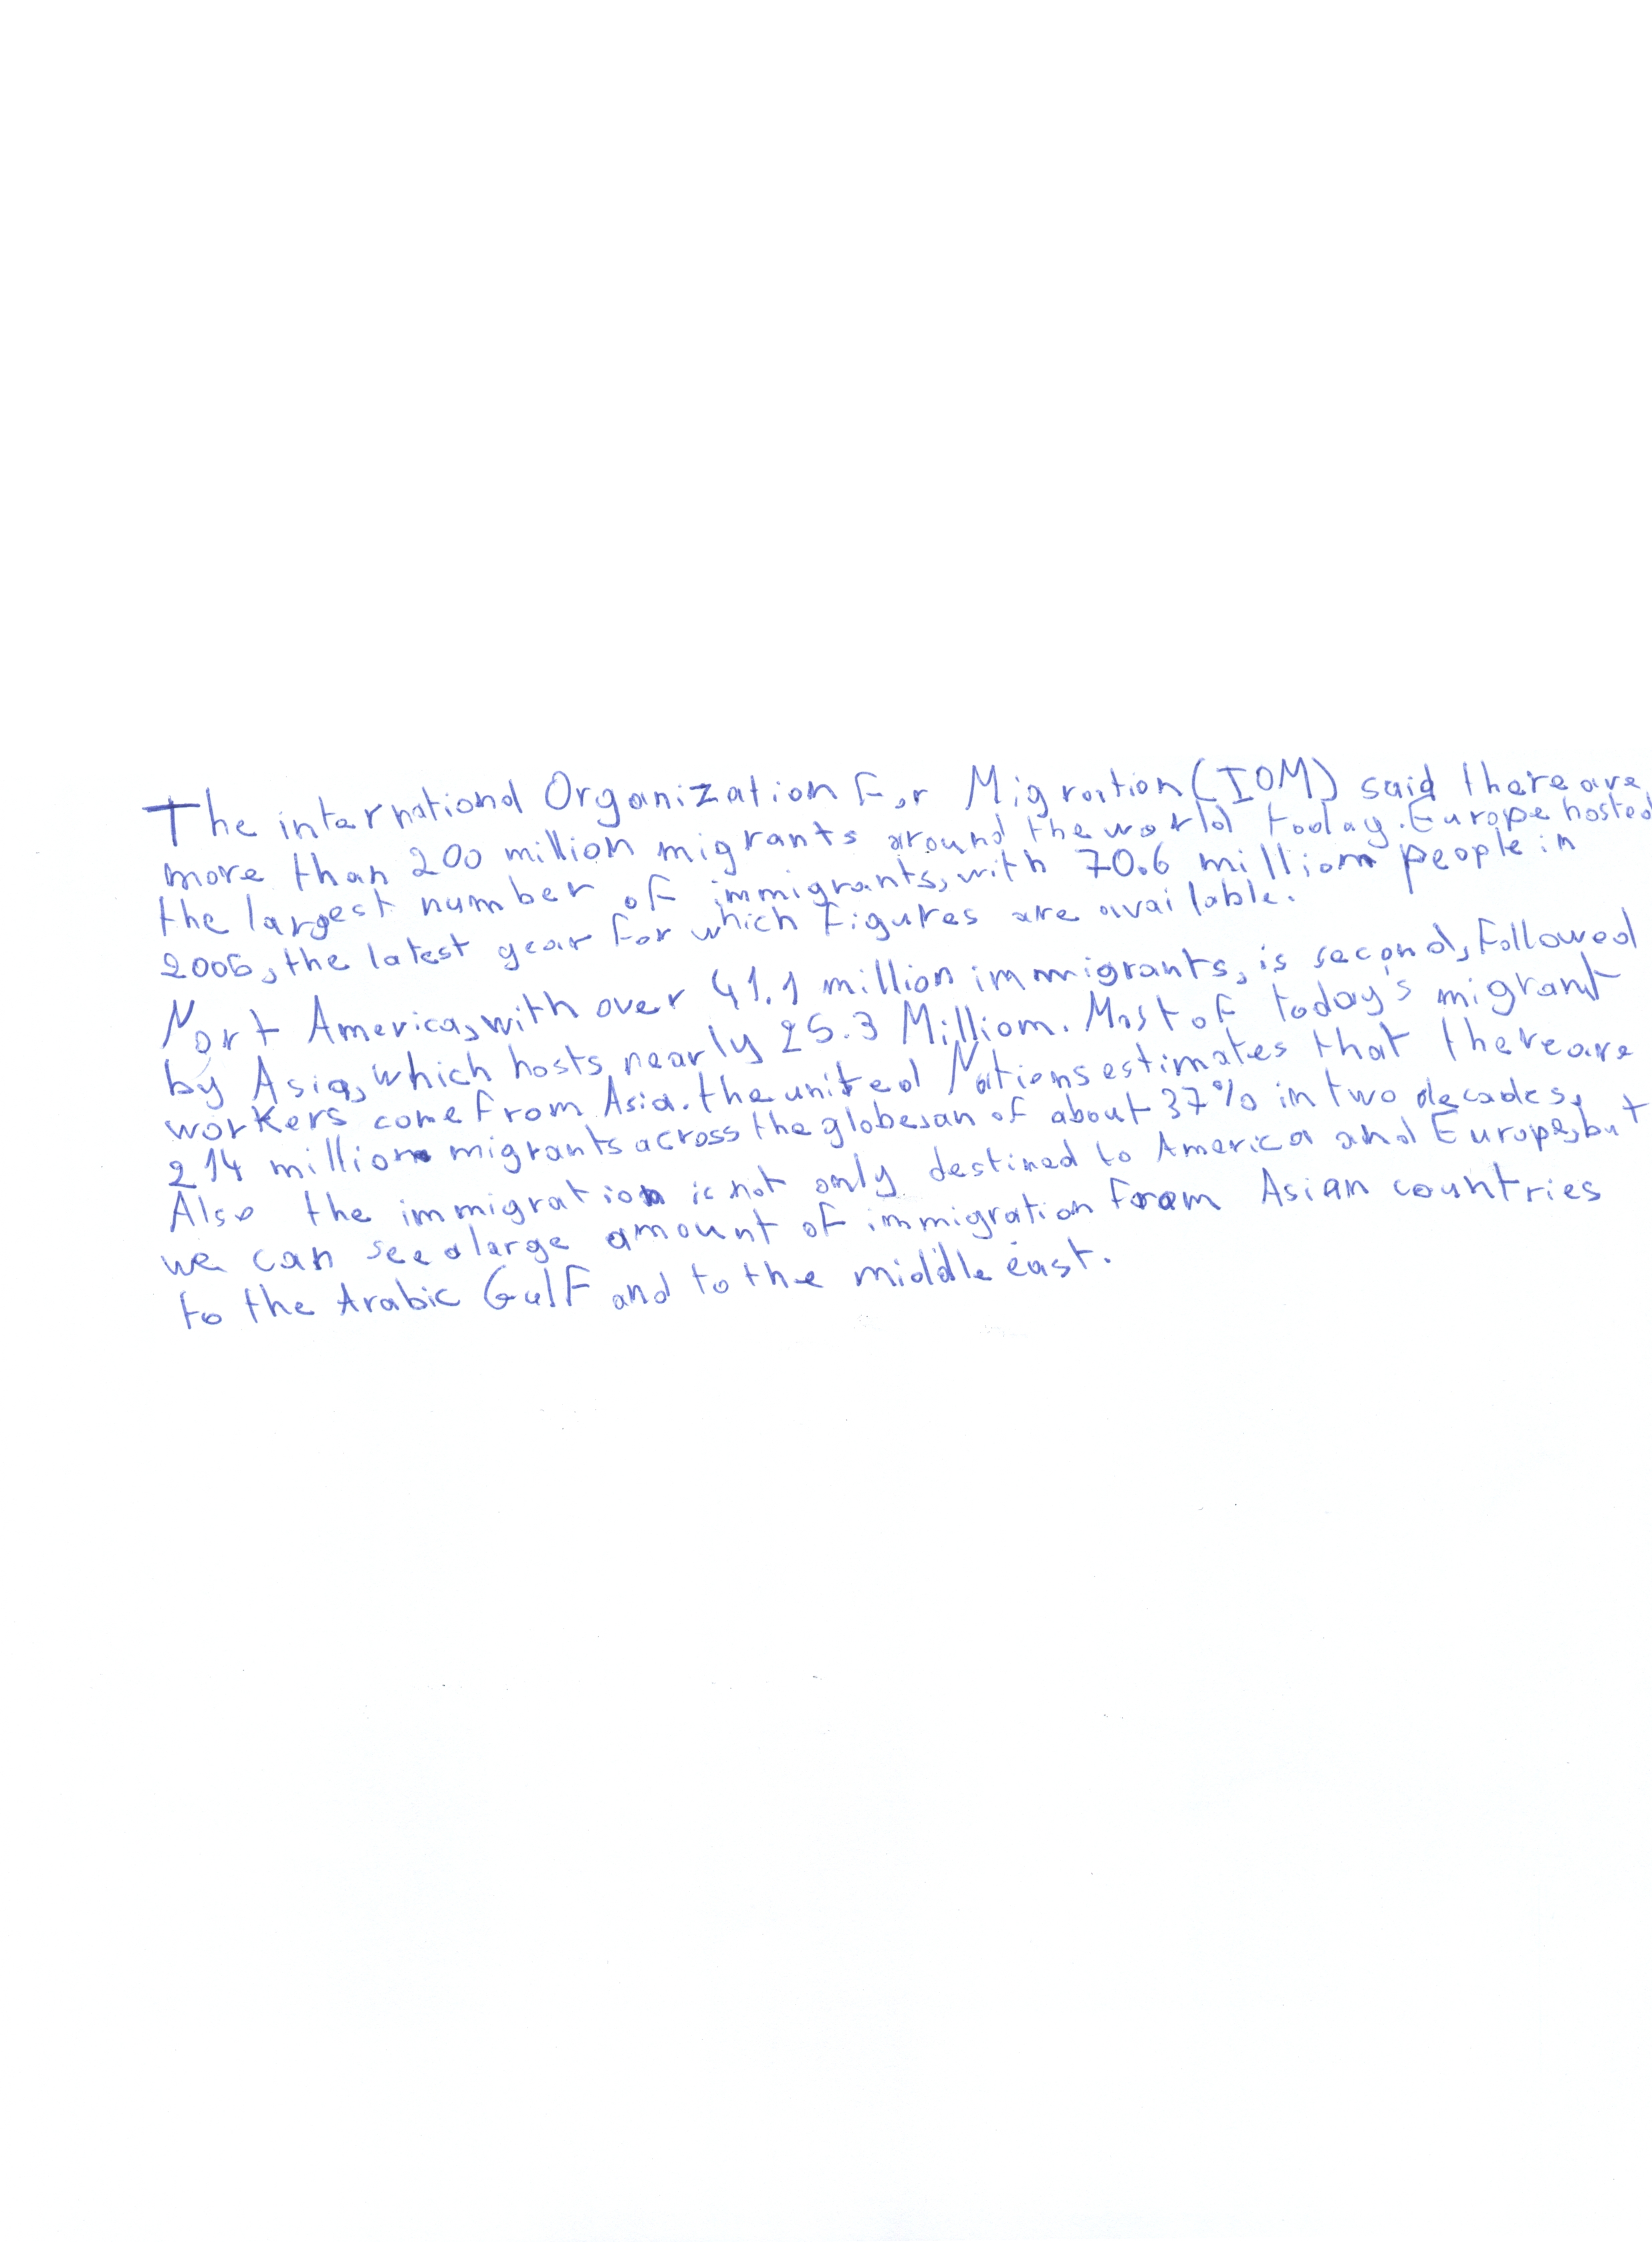 The international Organization For Migration (IOM) said there are
more than 200 million migrants around the world today. Europe hosted
the largest number of immigrants, with 70.6 million people in
2006, the latest year for which figures are available.
Nort America, with over 41.1 million immigrants, is second, Followed
by Asia, which hosts nearly 25.3 Million. Most of today's migrant
workers come from Asia. the united Nations estimates that there are
214 million migrants across the globe, an of about 37% in two decades,
Also the immigration is not only destined to America and Europe, but
we can see a large amount of immigration from Asian countries
to the Arabic Gulf and to the middle east.